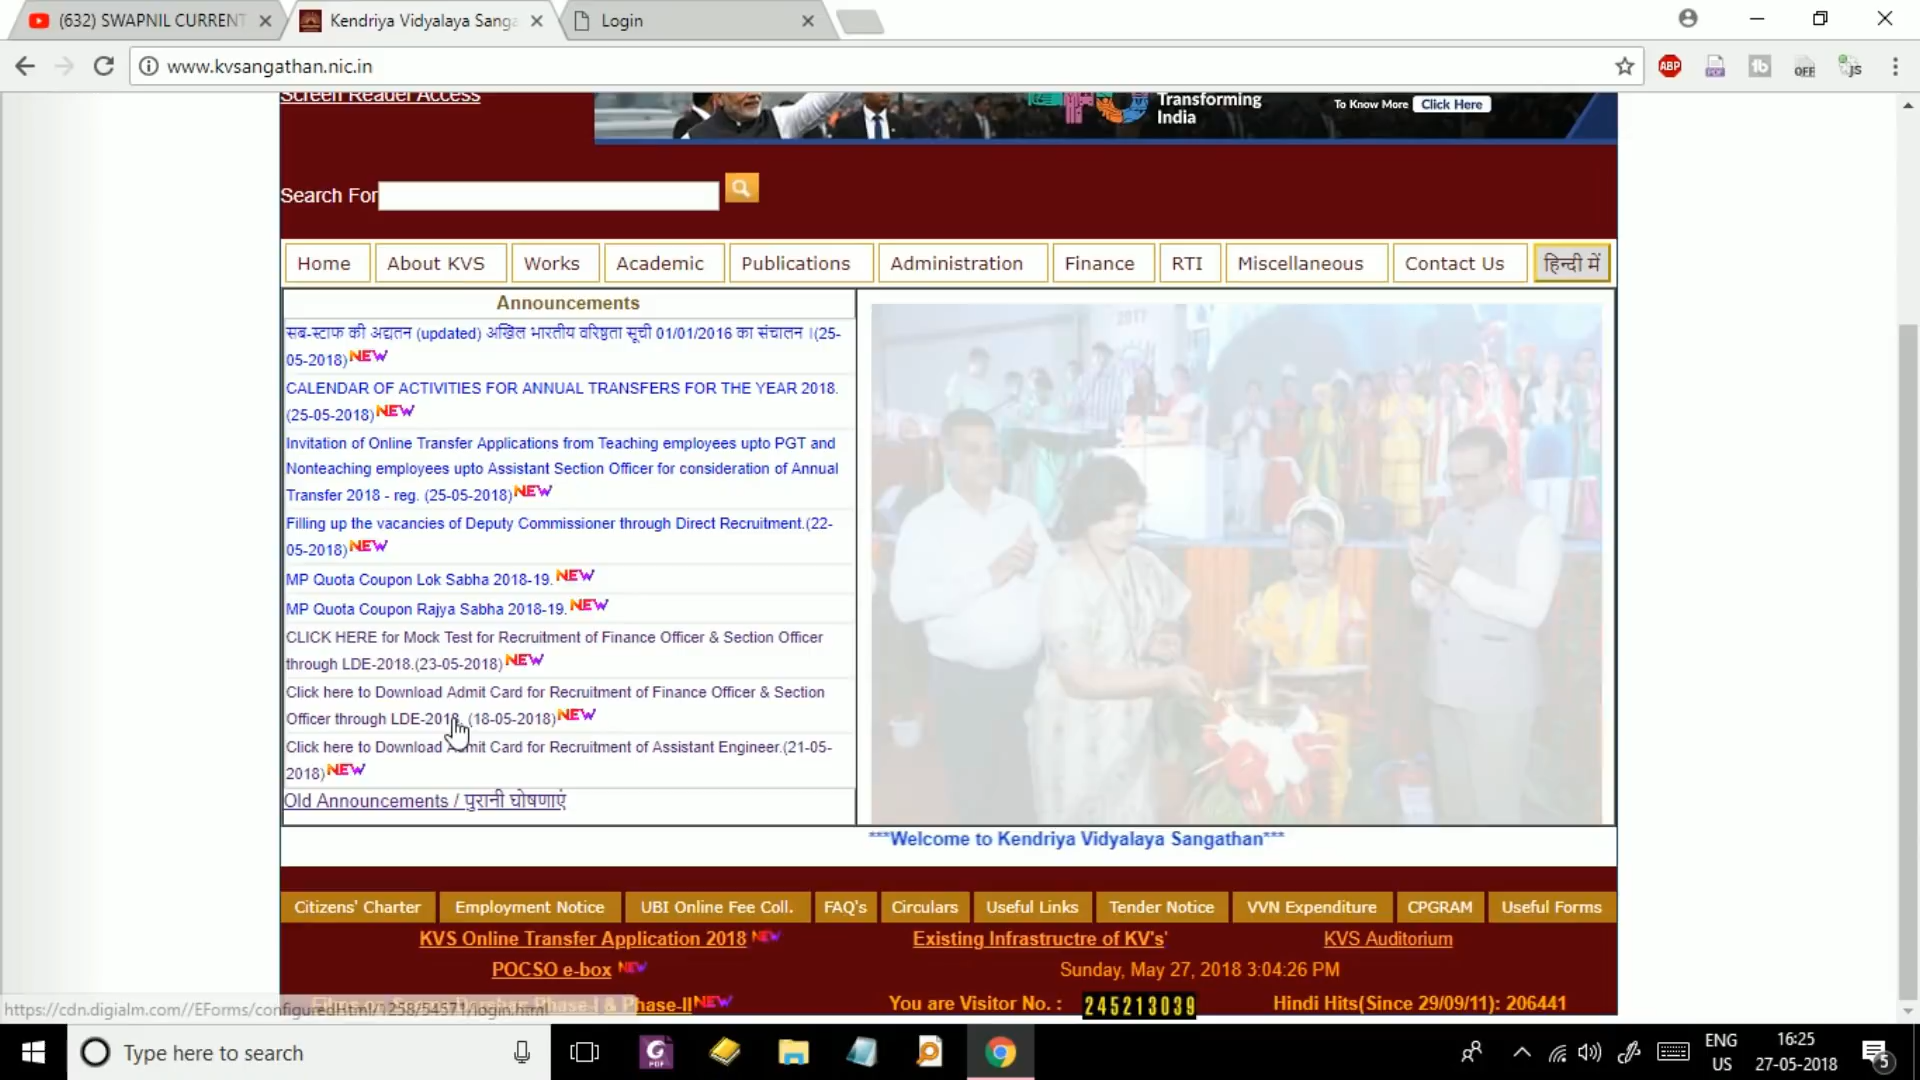 (632) SWAPNIL CURRENT
Kendriya Vidyalaya Sanga
Login
www.kvsangathan.nic.in
ABP
PDF
OFF
JS
Screen Reader Access
Transforming
India
To Know More Click Here
Search For
Home About KVS Works Academic Publications Administration Finance RTI Miscellaneous Contact Us हिन्दी में
Announcements
सब-स्टाफ की अद्यतन (updated) अखिल भारतीय वरिष्ठता सूची 01/01/2016 का संचालन ।(25-
05-2018) NEW
CALENDAR OF ACTIVITIES FOR ANNUAL TRANSFERS FOR THE YEAR 2018.
(25-05-2018) NEW
Invitation of Online Transfer Applications from Teaching employees upto PGT and
Nonteaching employees upto Assistant Section Officer for consideration of Annual
Transfer 2018 - reg. (25-05-2018) NEW
Filling up the vacancies of Deputy Commissioner through Direct Recruitment.(22-
05-2018) NEW
MP Quota Coupon Lok Sabha 2018-19. NEW
MP Quota Coupon Rajya Sabha 2018-19. NEW
CLICK HERE for Mock Test for Recruitment of Finance Officer & Section Officer
through LDE-2018.(23-05-2018) NEW
Click here to Download Admit Card for Recruitment of Finance Officer & Section
Officer through LDE-2018. (18-05-2018) NEW
Click here to Download Admit Card for Recruitment of Assistant Engineer.(21-05-
2018) NEW
Old Announcements / पुरानी घोषणाएं
***Welcome to Kendriya Vidyalaya Sangathan***
Citizens' Charter Employment Notice UBI Online Fee Coll. FAQ's Circulars Useful Links Tender Notice VVN Expenditure CPGRAM Useful Forms
KVS Online Transfer Application 2018 NEW Existing Infrastructre of KV's' KVS Auditorium
POCSO e-box NEW Sunday, May 27, 2018 3:04:26 PM
Phase-I & Phase-II NEW You are Visitor No. : 245213039 Hindi Hits(Since 29/09/11): 206441
https://cdn.digialm.com//EForms/configuredHtml/1258/54571/login.html
Type here to search
ENG
US
16:25
27-05-2018
5